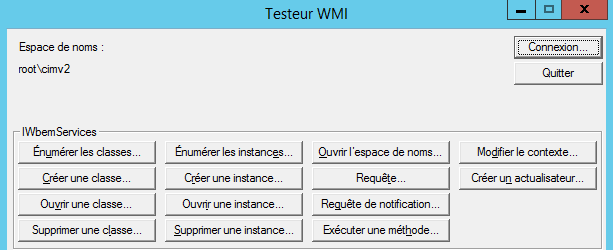 Testeur WMI
Espace de noms :
Connexion...
root\cimv2
Quitter
IWbemServices
Énumérer les classes...
Énumérer les instances...
Ouvrir l'espace de noms...
Modifier le contexte...
Créer une classe...
Créer une instance...
Requête...
Créer un actualisateur...
Ouvrir une classe...
Ouvrir une instance...
Requête de notification...
Supprimer une classe...
Supprimer une instance...
Exécuter une méthode...